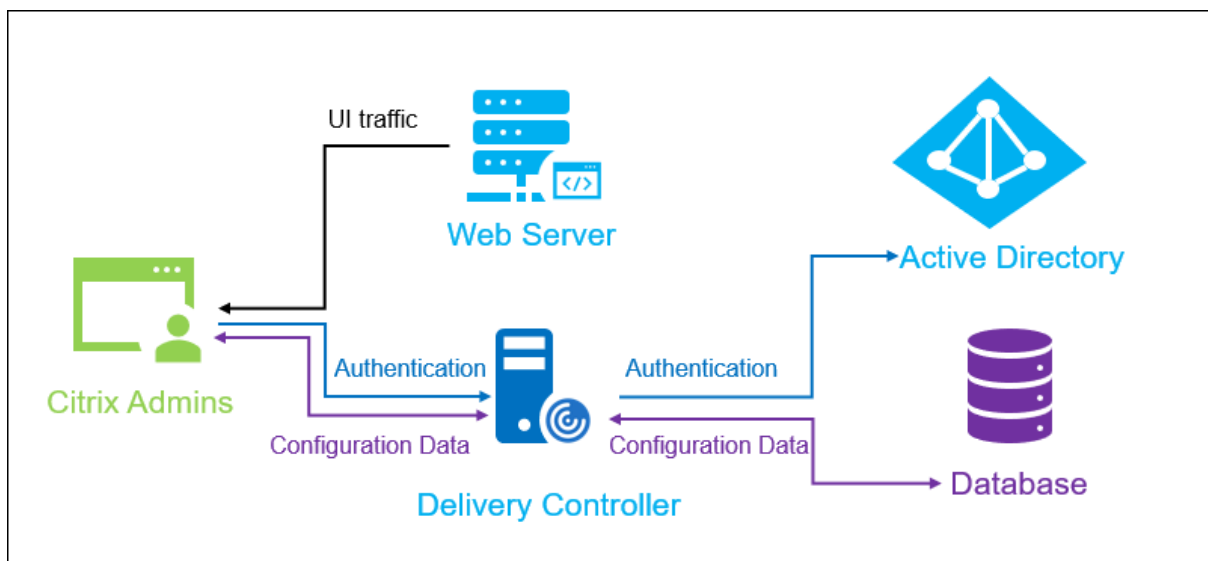 UI traffic
</>
Web Server
Active Directory
Authentication
Authentication
Citrix Admins
Configuration Data
Configuration Data
Database
Delivery Controller